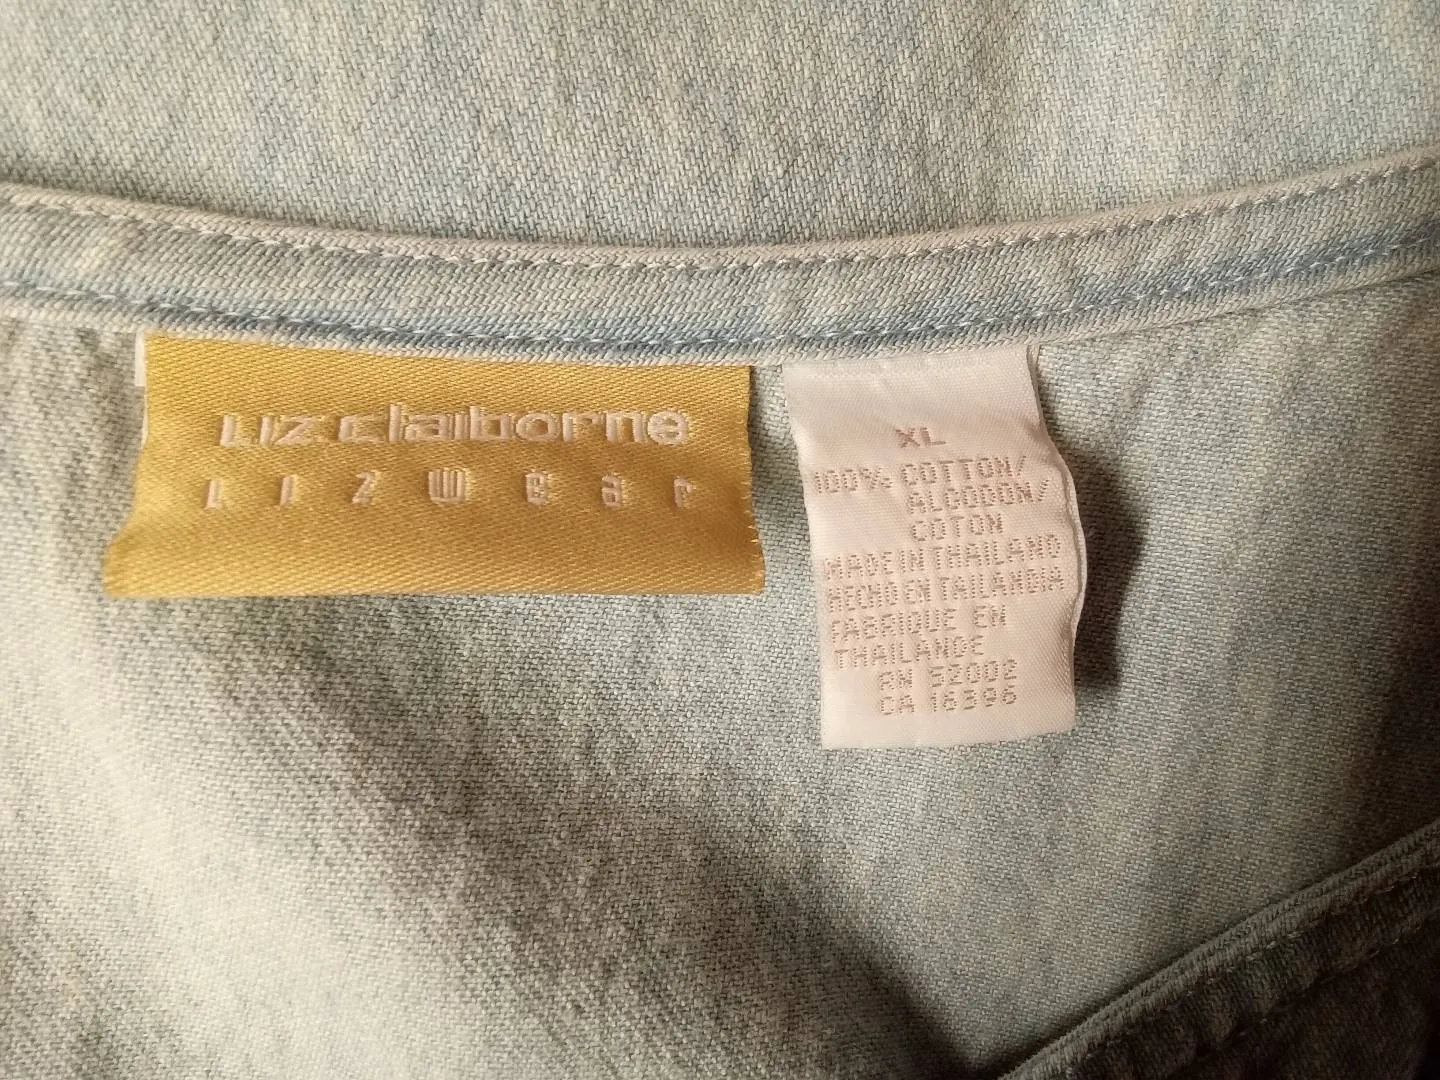 Liz claiborne
LIZWear
XL
100% COTTON/
ALGODON/
COTON
MADE IN THAILAND
HECHO EN TAILANDIA
FABRIQUE EN
THAILANDE
RN 52002
CA 16396